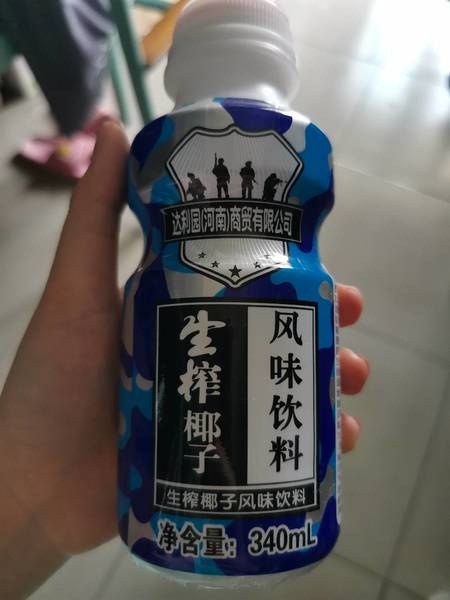 达利园(河南)商贸有限公司
生榨椰子
风味饮料
生榨椰子风味饮料
净含量: 340mL